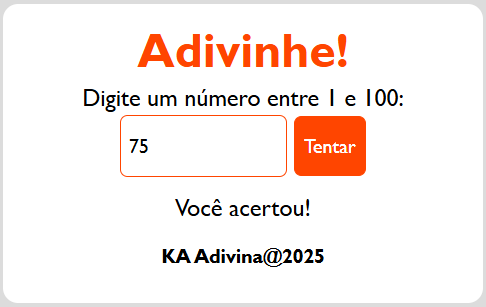 Adivinhe!
Digite um número entre 1 e 100:
75 Tentar
Você acertou!
KA Adivina@2025